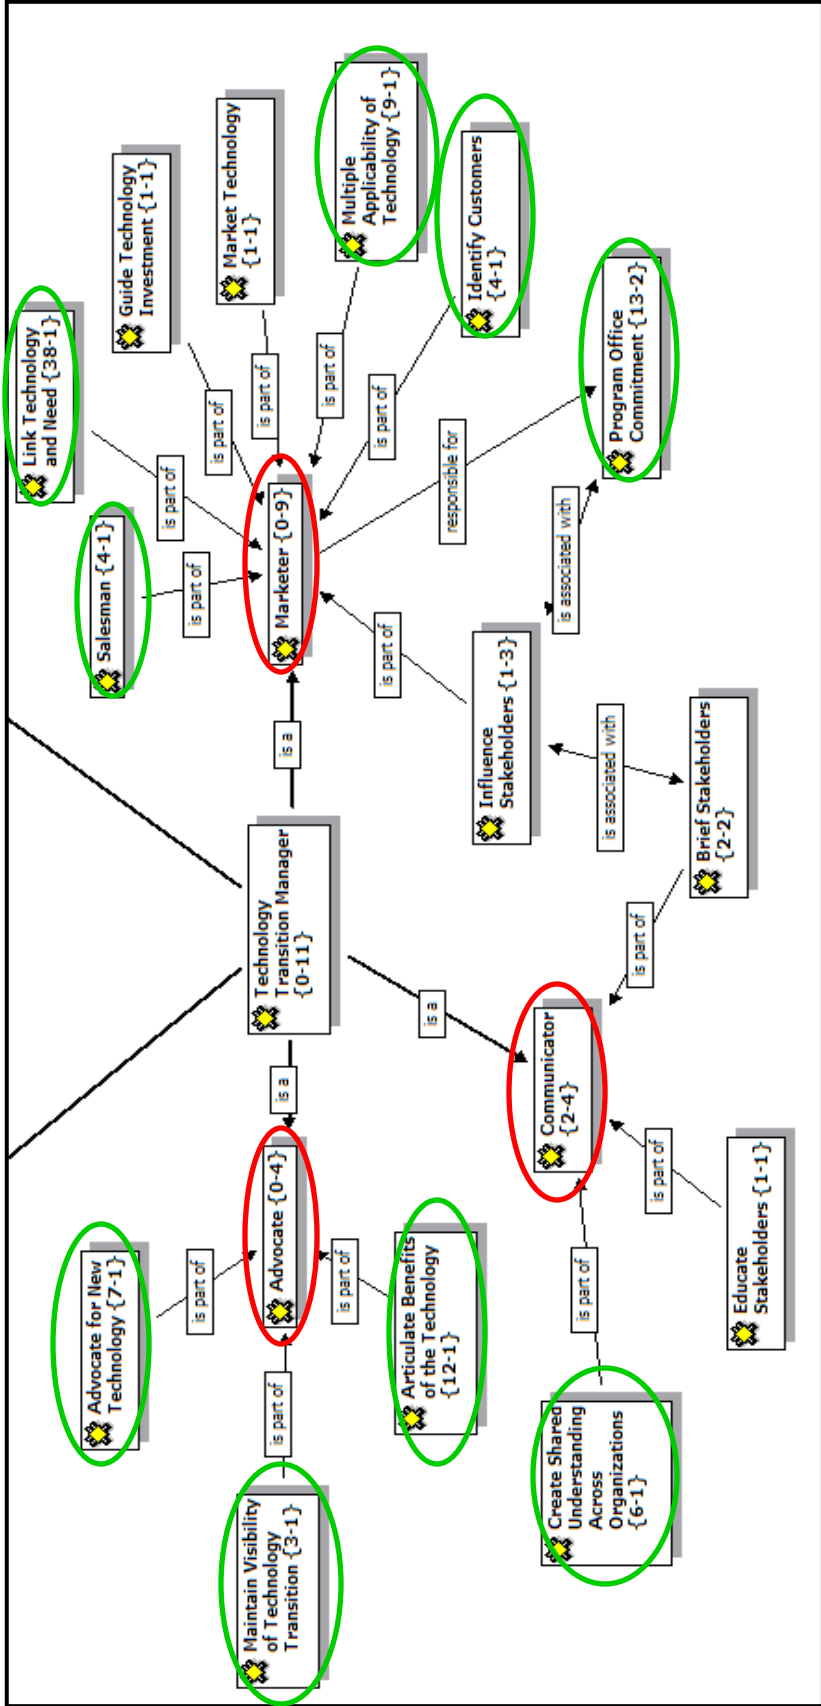 Advocate for New
Technology {7-1}
is part of
Maintain Visibility
of Technology
Transition {3-1}
is part of
Advocate {0-4}
is part of
Articulate Benefits
of the Technology
{12-1}
is a
Technology
Transition Manager
{0-11}
is a
is a
Salesman {4-1}
is part of
Link Technology
and Need {38-1}
is part of
Guide Technology
Investment {1-1}
is part of
Market Technology
{1-1}
is part of
Marketer {0-9}
Multiple
Applicability of
Technology {9-1}
is part of
Identify Customers
{4-1}
is part of
responsible for
Program Office
Commitment {13-2}
is part of
Influence
Stakeholders {1-3}
is associated with
is associated with
Brief Stakeholders
{2-2}
is part of
Communicator
{2-4}
is part of
Create Shared
Understanding
Across
Organizations
{6-1}
is part of
Educate
Stakeholders {1-1}